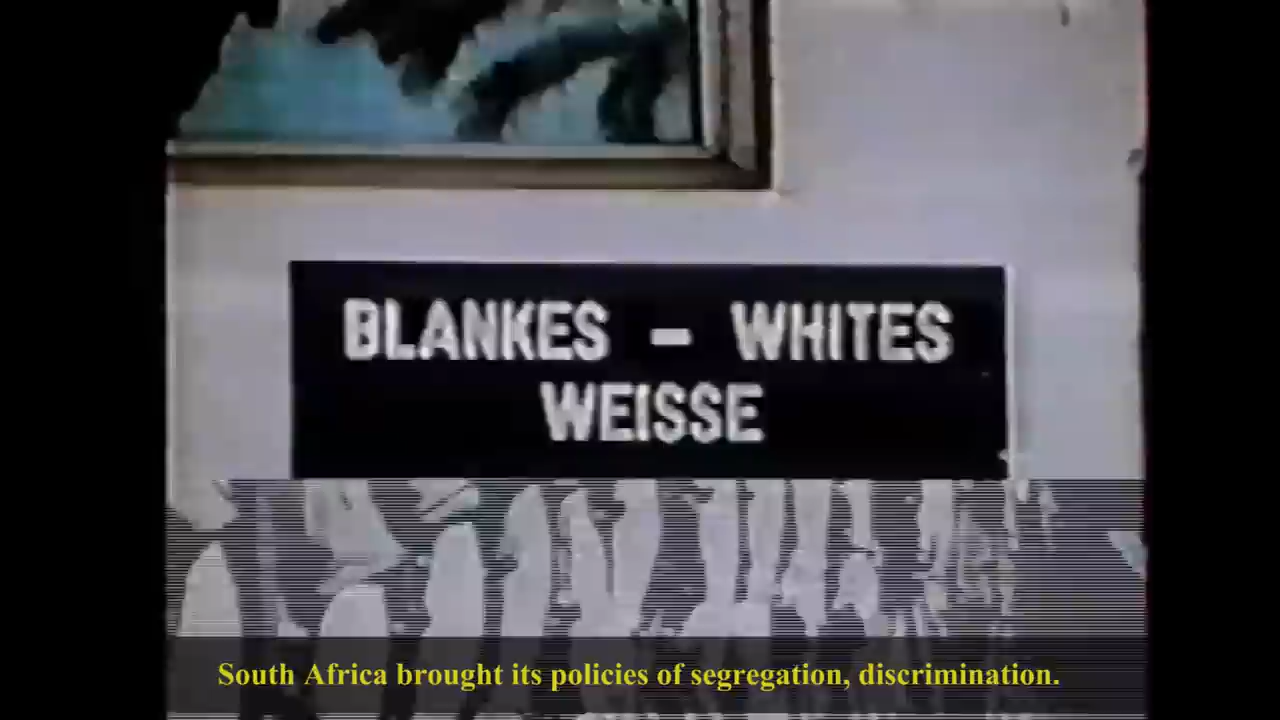 BLANKES – WHITES
WEISSE
South Africa brought its policies of segregation, discrimination.